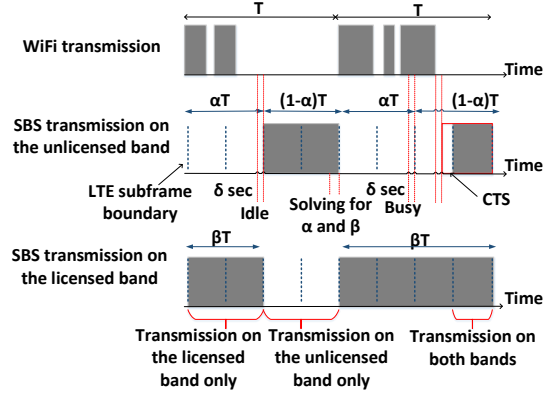 T
T
WiFi transmission
Time
αT
(1-α)T
αT
(1-α)T
SBS transmission on
the unlicensed band
Time
LTE subframe
boundary
δ sec
Idle
Solving for
α and β
δ sec
Busy
CTS
βT
βT
SBS transmission on
the licensed band
Time
Transmission on
the licensed
band only
Transmission on
the unlicensed
band only
Transmission on
both bands